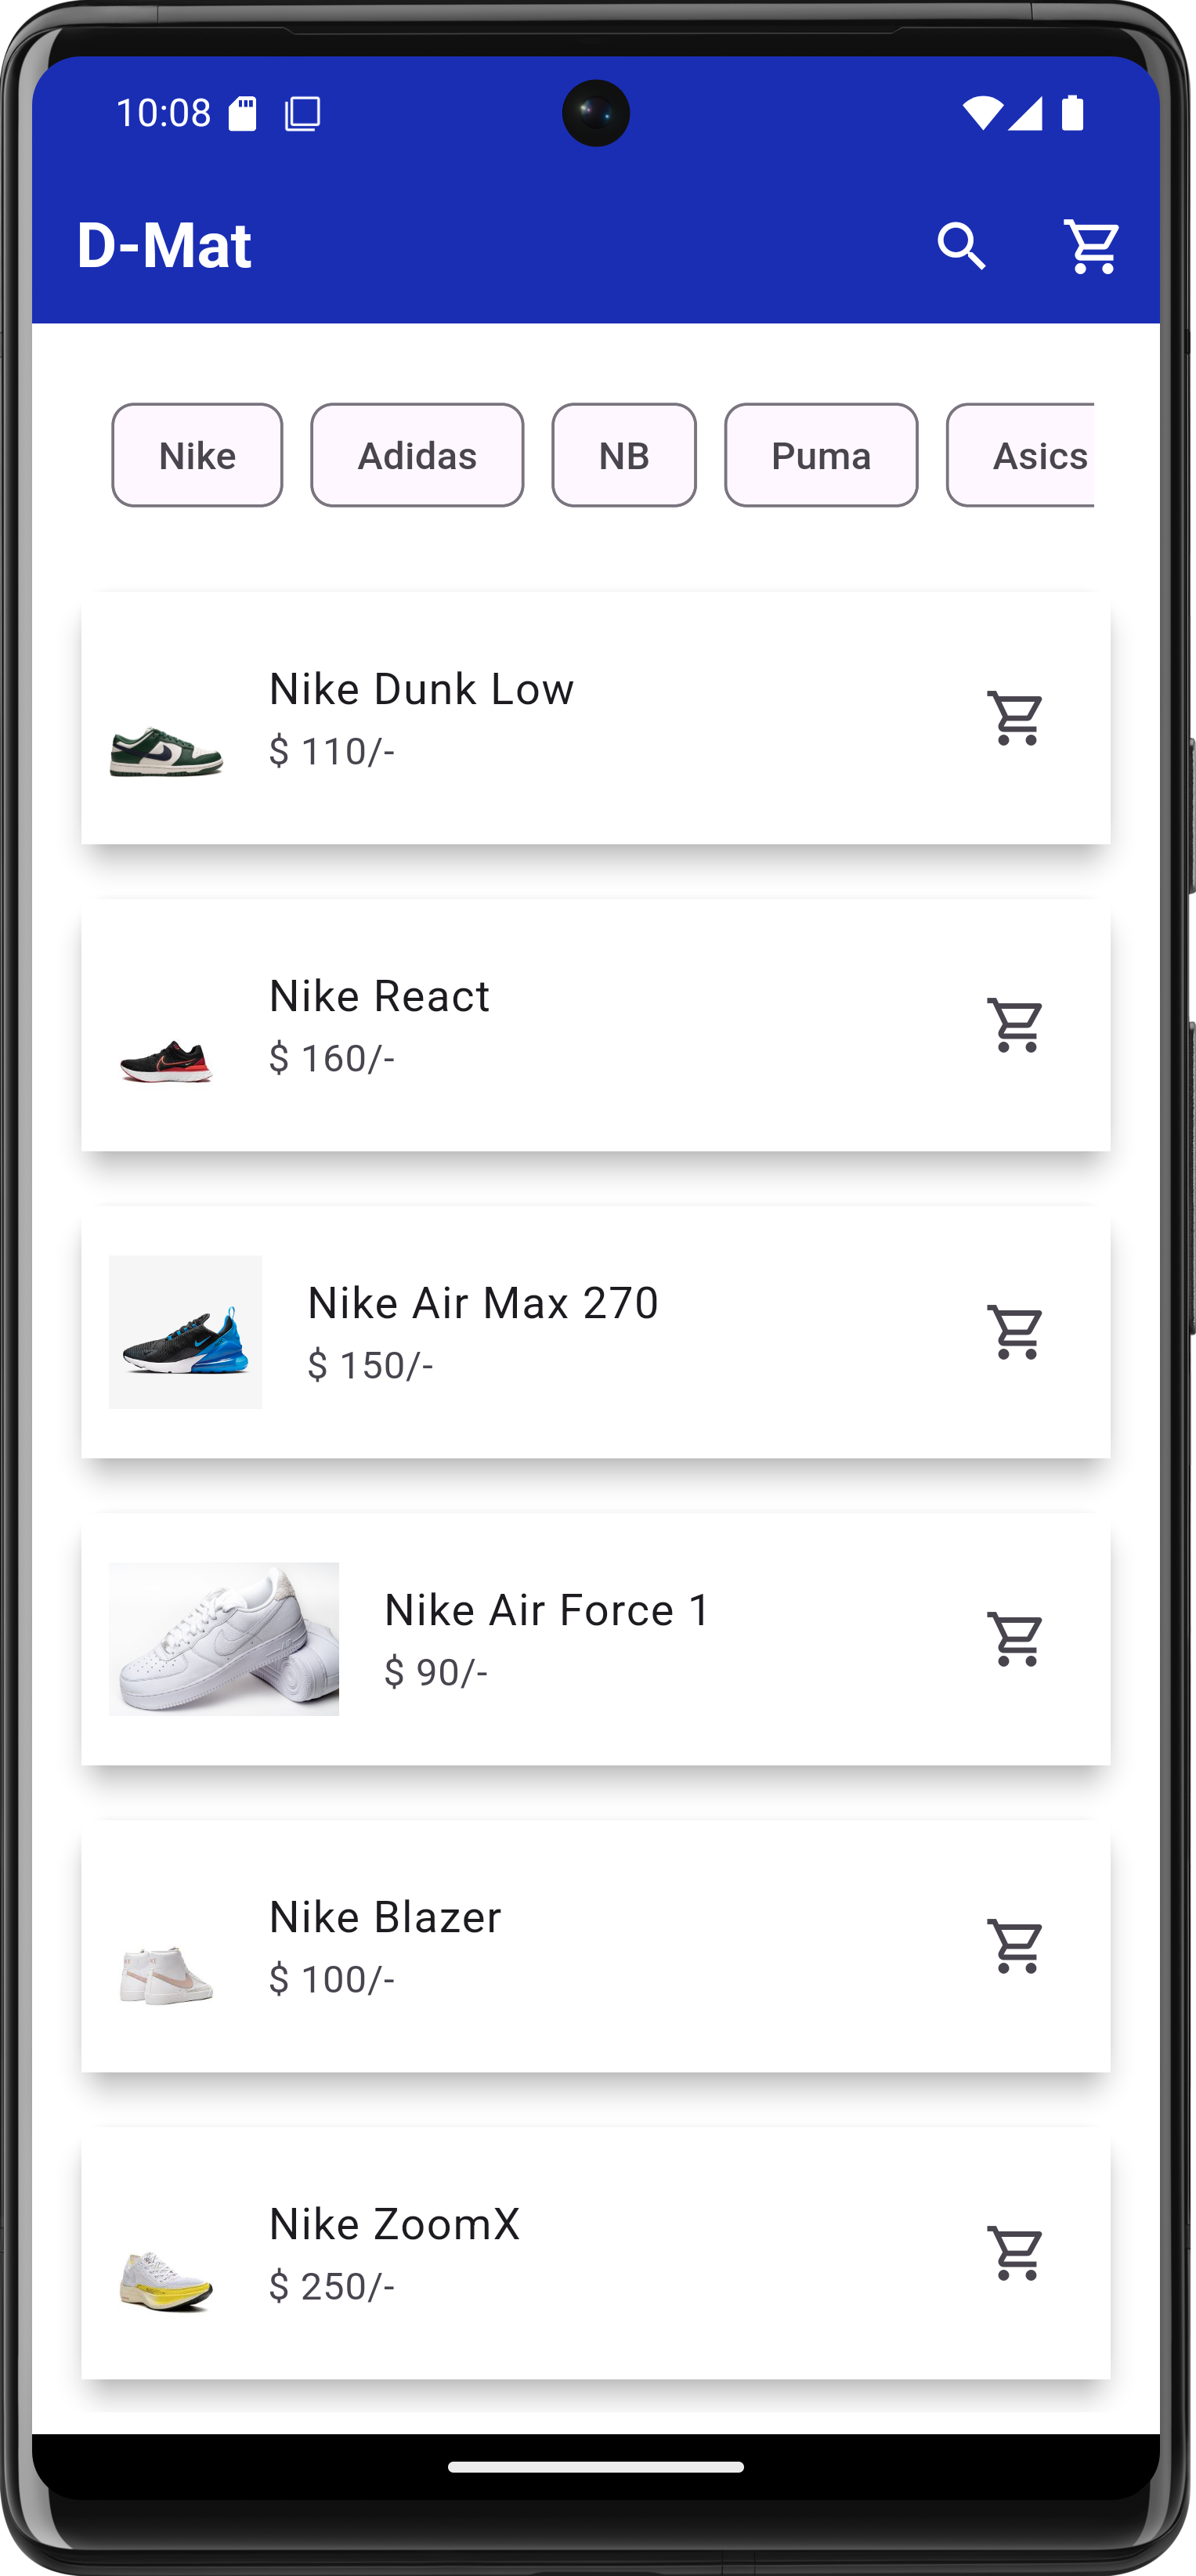 10:08
D-Mat
Nike Adidas NB Puma Asics
Nike Dunk Low
$ 110/-
Nike React
$ 160/-
Nike Air Max 270
$ 150/-
Nike Air Force 1
$ 90/-
Nike Blazer
$ 100/-
Nike ZoomX
$ 250/-